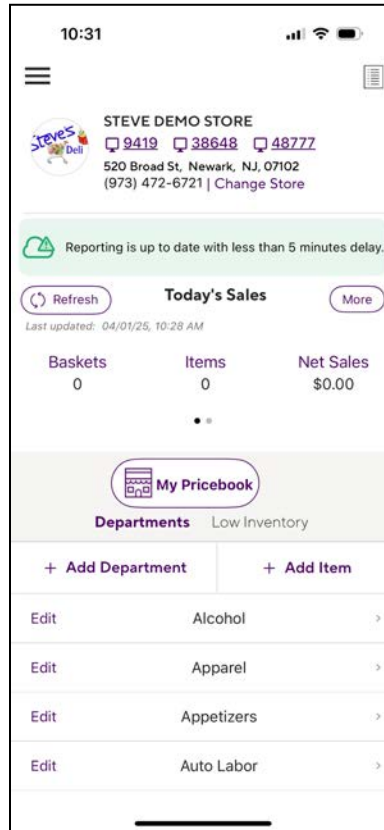 10:31
Steve's
Deli
STEVE DEMO STORE
9419 38648 48777
520 Broad St, Newark, NJ, 07102
(973) 472-6721 | Change Store
Reporting is up to date with less than 5 minutes delay.
Refresh Today's Sales More
Last updated: 04/01/25, 10:28 AM
Baskets Items Net Sales
0 0 $0.00
My Pricebook
Departments Low Inventory
+ Add Department + Add Item
Edit Alcohol >
Edit Apparel >
Edit Appetizers >
Edit Auto Labor >